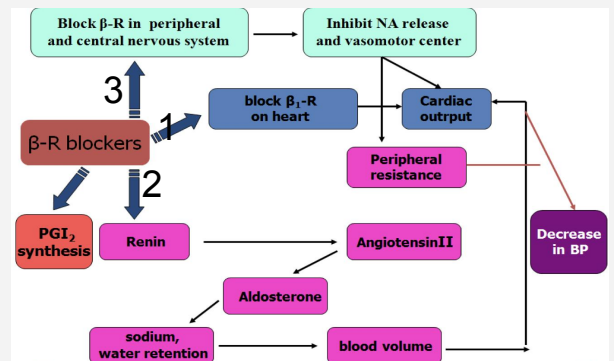 Block β-R in peripheral
and central nervous system
Inhibit NA release
and vasomotor center
3
block β₁-R
on heart
Cardiac
outrput
1
β-R blockers
2
Peripheral
resistance
PGI₂
synthesis
Renin
AngiotensinII
Decrease
in BP
Aldosterone
sodium,
water retention
blood volume